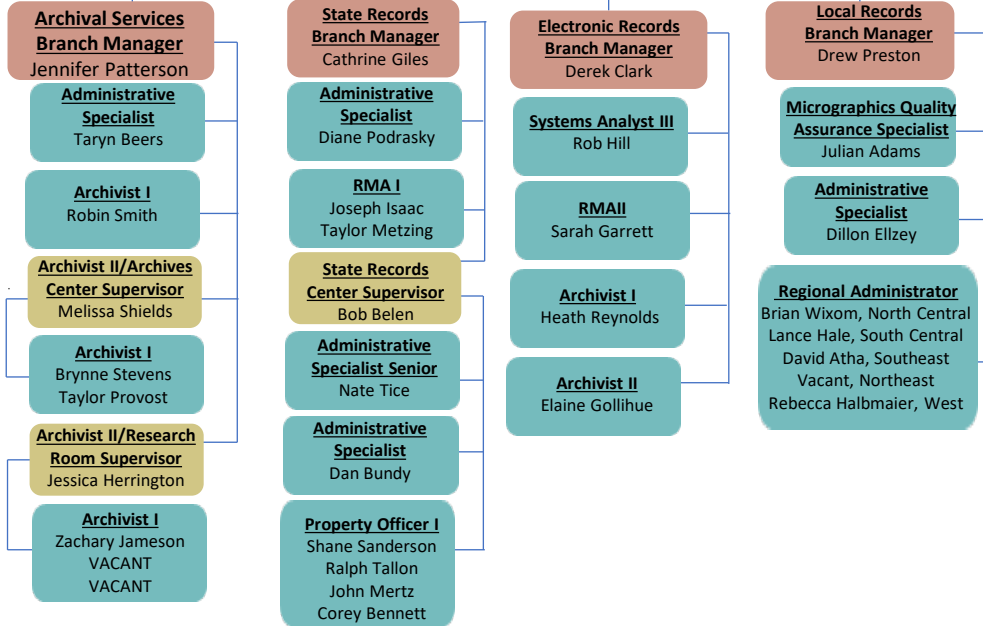 Archival Services
Branch Manager
Jennifer Patterson
Administrative
Specialist
Taryn Beers
Archivist I
Robin Smith
Archivist II/Archives
Center Supervisor
Melissa Shields
Archivist I
Brynne Stevens
Taylor Provost
Archivist II/Research
Room Supervisor
Jessica Herrington
Archivist I
Zachary Jameson
VACANT
VACANT
State Records
Branch Manager
Cathrine Giles
Administrative
Specialist
Diane Podrasky
RMA I
Joseph Isaac
Taylor Metzing
State Records
Center Supervisor
Bob Belen
Administrative
Specialist Senior
Nate Tice
Administrative
Specialist
Dan Bundy
Property Officer I
Shane Sanderson
Ralph Tallon
John Mertz
Corey Bennett
Electronic Records
Branch Manager
Derek Clark
Systems Analyst III
Rob Hill
RMAII
Sarah Garrett
Archivist I
Heath Reynolds
Archivist II
Elaine Gollihue
Local Records
Branch Manager
Drew Preston
Micrographics Quality
Assurance Specialist
Julian Adams
Administrative
Specialist
Dillon Ellzey
Regional Administrator
Brian Wixom, North Central
Lance Hale, South Central
David Atha, Southeast
Vacant, Northeast
Rebecca Halbmaier, West